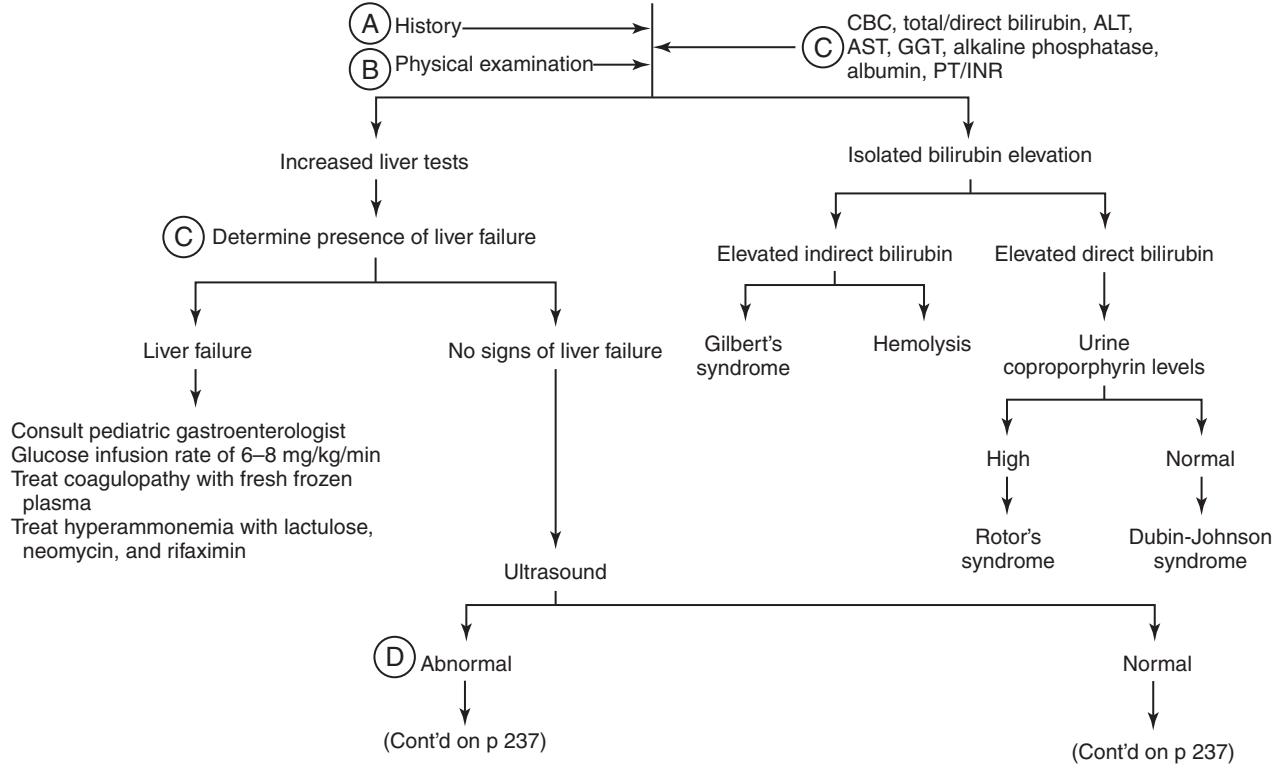 A
History
B
Physical examination
C
CBC, total/direct bilirubin, ALT,
AST, GGT, alkaline phosphatase,
albumin, PT/INR
Increased liver tests
Isolated bilirubin elevation
C
Determine presence of liver failure
Elevated indirect bilirubin
Elevated direct bilirubin
Liver failure
No signs of liver failure
Gilbert's
syndrome
Hemolysis
Urine
coproporphyrin levels
Consult pediatric gastroenterologist
Glucose infusion rate of 6–8 mg/kg/min
Treat coagulopathy with fresh frozen
plasma
Treat hyperammonemia with lactulose,
neomycin, and rifaximin
High
Normal
Rotor's
syndrome
Dubin-Johnson
syndrome
Ultrasound
D
Abnormal
Normal
(Cont'd on p 237)
(Cont'd on p 237)